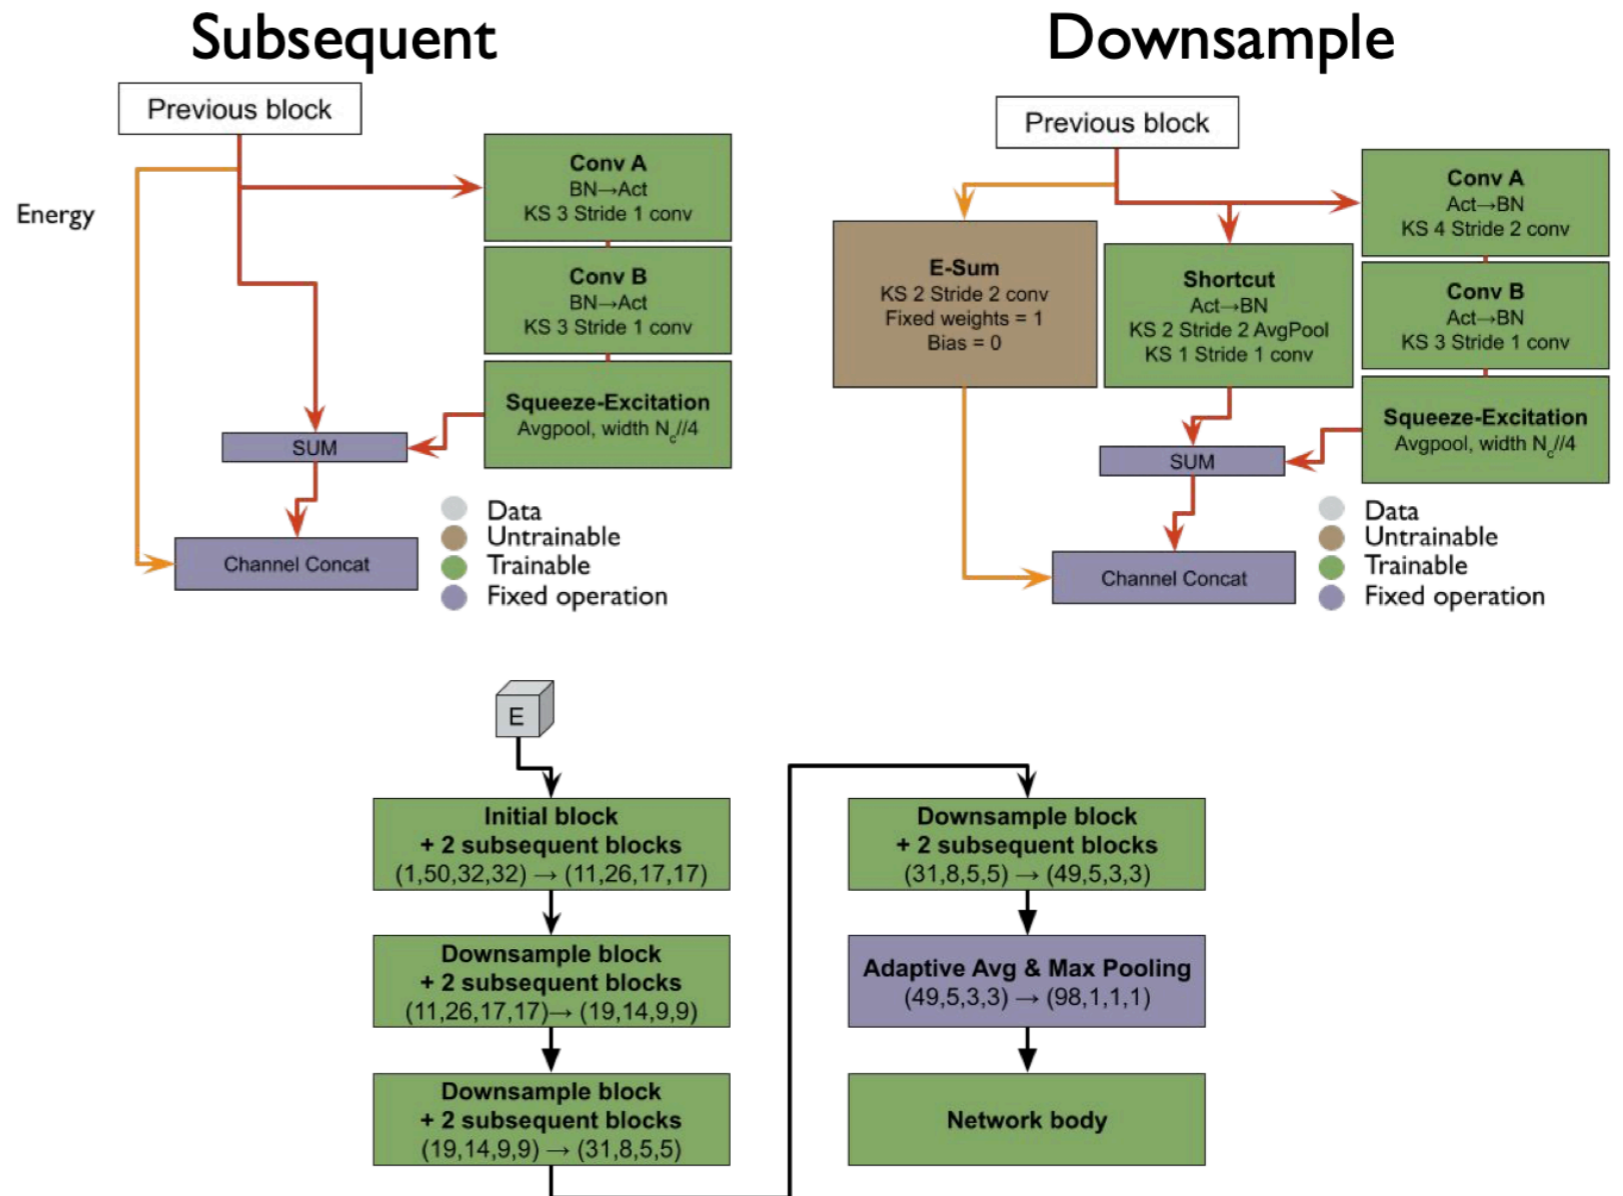 Subsequent
Previous block
Energy
Conv A
BN→Act
KS 3 Stride 1 conv
Conv B
BN→Act
KS 3 Stride 1 conv
Squeeze-Excitation
Avgpool, width Nc//4
SUM
Channel Concat
Data
Untrainable
Trainable
Fixed operation
Downsample
Previous block
E-Sum
KS 2 Stride 2 conv
Fixed weights = 1
Bias = 0
Shortcut
Act→BN
KS 2 Stride 2 AvgPool
KS 1 Stride 1 conv
Conv A
Act→BN
KS 4 Stride 2 conv
Conv B
Act→BN
KS 3 Stride 1 conv
Squeeze-Excitation
Avgpool, width Nc//4
SUM
Channel Concat
Data
Untrainable
Trainable
Fixed operation
E
Initial block
+ 2 subsequent blocks
(1,50,32,32) → (11,26,17,17)
Downsample block
+ 2 subsequent blocks
(11,26,17,17)→ (19,14,9,9)
Downsample block
+ 2 subsequent blocks
(19,14,9,9) → (31,8,5,5)
Downsample block
+ 2 subsequent blocks
(31,8,5,5) → (49,5,3,3)
Adaptive Avg & Max Pooling
(49,5,3,3) → (98,1,1,1)
Network body